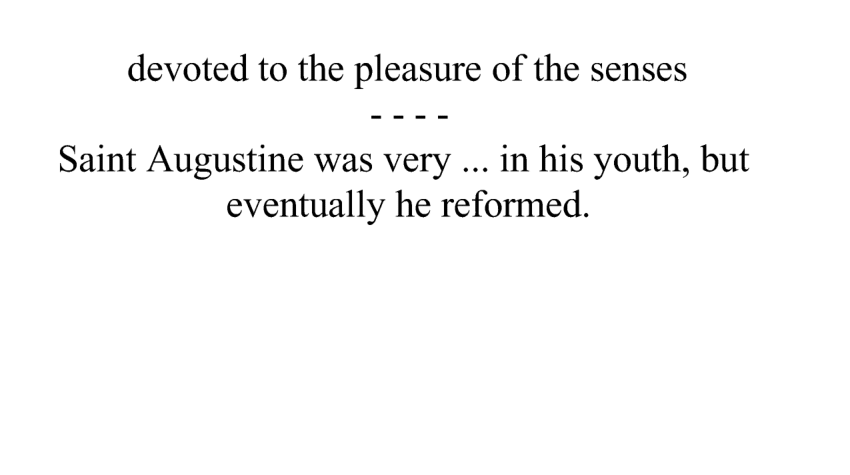 devoted to the pleasure of the senses
- - - -
Saint Augustine was very ... in his youth, but
eventually he reformed.